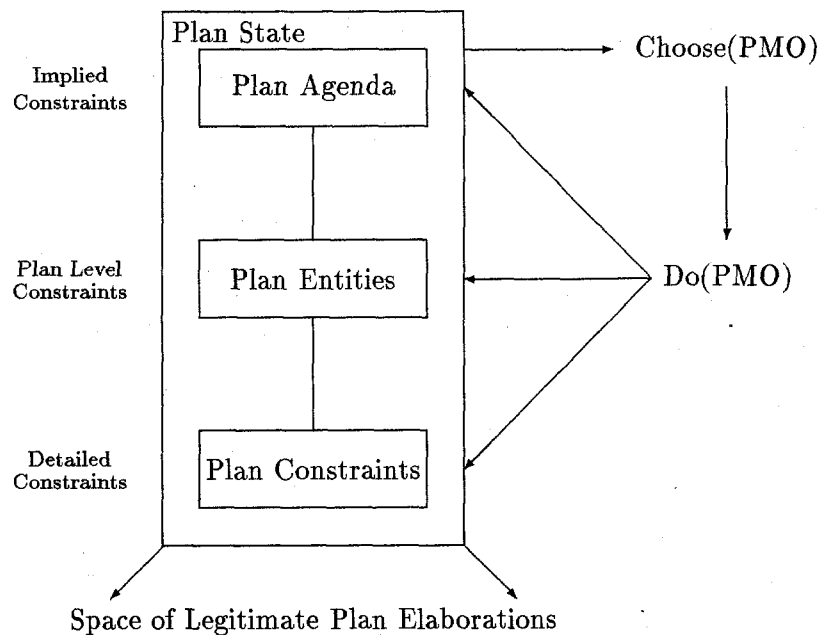 Plan State
Implied
Constraints
Plan Agenda
Choose(PMO)
Plan Level
Constraints
Plan Entities
Do(PMO)
Detailed
Constraints
Plan Constraints
Space of Legitimate Plan Elaborations